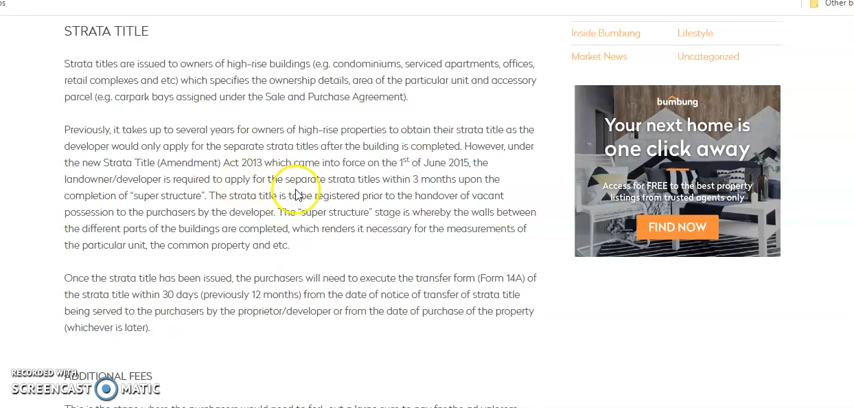 Other b
STRATA TITLE
Inside Bumbung
Lifestyle
Market News
Uncategorized
Strata titles are issued to owners of high-rise buildings (e.g. condominiums, serviced apartments, offices,
retail complexes and etc) which specifies the ownership details, area of the particular unit and accessory
parcel (e.g. carpark bays assigned under the Sale and Purchase Agreement).
Previously, it takes up to several years for owners of high-rise properties to obtain their strata title as the
developer would only apply for the separate strata titles after the building is completed. However, under
the new Strata Title (Amendment) Act 2013 which came into force on the 1st of June 2015, the
landowner/developer is required to apply for the separate strata titles within 3 months upon the
completion of “super structure”. The strata title is to be registered prior to the handover of vacant
possession to the purchasers by the developer. The “super structure” stage is whereby the walls between
the different parts of the buildings are completed, which renders it necessary for the measurements of
the particular unit, the common property and etc.
Once the strata title has been issued, the purchasers will need to execute the transfer form (Form 14A) of
the strata title within 30 days (previously 12 months) from the date of notice of transfer of strata title
being served to the purchasers by the proprietor/developer or from the date of purchase of the property
(whichever is later).
ADDITIONAL FEES
bumbung
Your next home is
one click away
Access for FREE to the best property
listings from trusted agents only
FIND NOW
RECORDED WITH
SCREENCAST MATIC